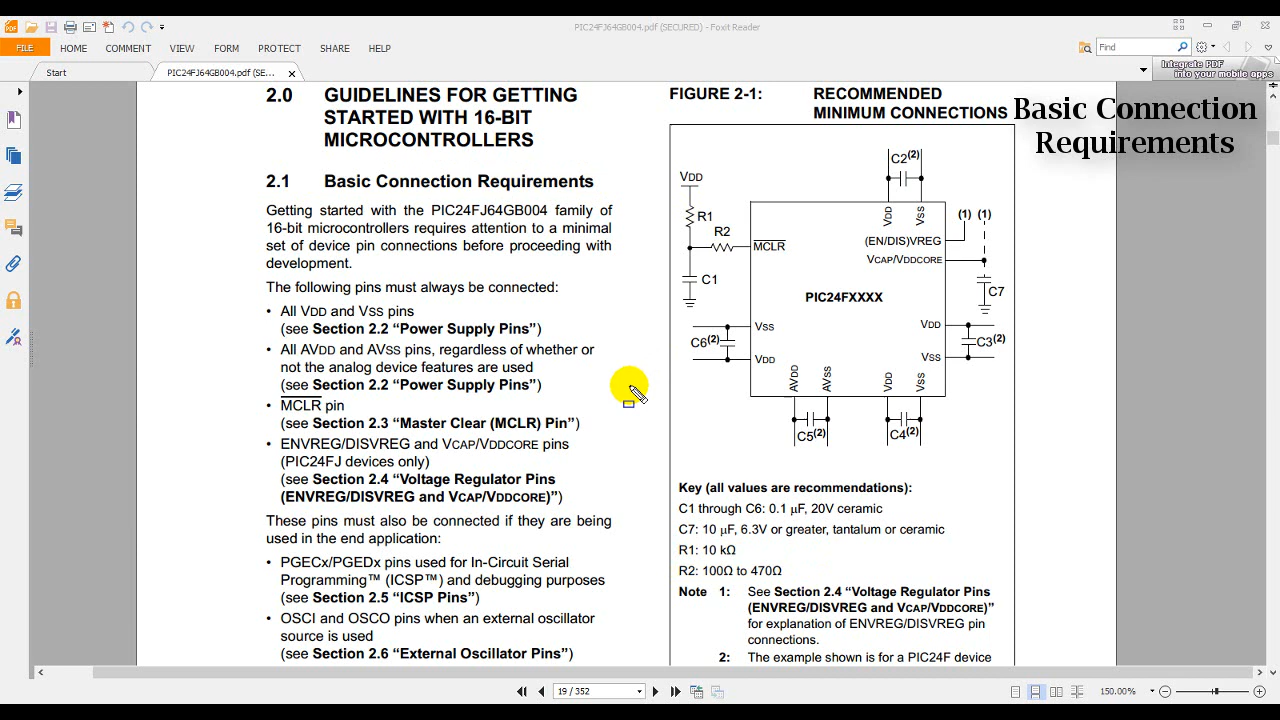 PIC24FJ64GB004.pdf (SECURED) - Foxit Reader
FILE HOME COMMENT VIEW FORM PROTECT SHARE HELP
Find
Start PIC24FJ64GB004.pdf (SE...
Integrate PDF
into your mobile apps
Basic Connection
Requirements
2.0 GUIDELINES FOR GETTING
STARTED WITH 16-BIT
MICROCONTROLLERS
2.1 Basic Connection Requirements
Getting started with the PIC24FJ64GB004 family of
16-bit microcontrollers requires attention to a minimal
set of device pin connections before proceeding with
development.
The following pins must always be connected:
• All VDD and VSS pins
(see Section 2.2 “Power Supply Pins”)
• All AVDD and AVSS pins, regardless of whether or
not the analog device features are used
(see Section 2.2 “Power Supply Pins”)
• MCLR pin
(see Section 2.3 “Master Clear (MCLR) Pin”)
• ENVREG/DISVREG and VCAP/VDDCORE pins
(PIC24FJ devices only)
(see Section 2.4 “Voltage Regulator Pins
(ENVREG/DISVREG and VCAP/VDDCORE)”)
These pins must also be connected if they are being
used in the end application:
• PGECx/PGEDx pins used for In-Circuit Serial
Programming™ (ICSP™) and debugging purposes
(see Section 2.5 “ICSP Pins”)
• OSCI and OSCO pins when an external oscillator
source is used
(see Section 2.6 “External Oscillator Pins”)
FIGURE 2-1: RECOMMENDED
MINIMUM CONNECTIONS
C2(2)
VDD
R1
R2
MCLR
C1
VDD
VSS
(1) (1)
(EN/DIS)VREG
VCAP/VDDCORE
C7
PIC24FXXXX
VSS
C6(2)
VDD
VDD
C3(2)
VSS
AVDD
AVSS
VDD
VSS
C5(2)
C4(2)
Key (all values are recommendations):
C1 through C6: 0.1 μF, 20V ceramic
C7: 10 μF, 6.3V or greater, tantalum or ceramic
R1: 10 kΩ
R2: 100Ω to 470Ω
Note 1: See Section 2.4 “Voltage Regulator Pins
(ENVREG/DISVREG and VCAP/VDDCORE)”
for explanation of ENVREG/DISVREG pin
connections.
2: The example shown is for a PIC24F device
19 / 352
150.00%